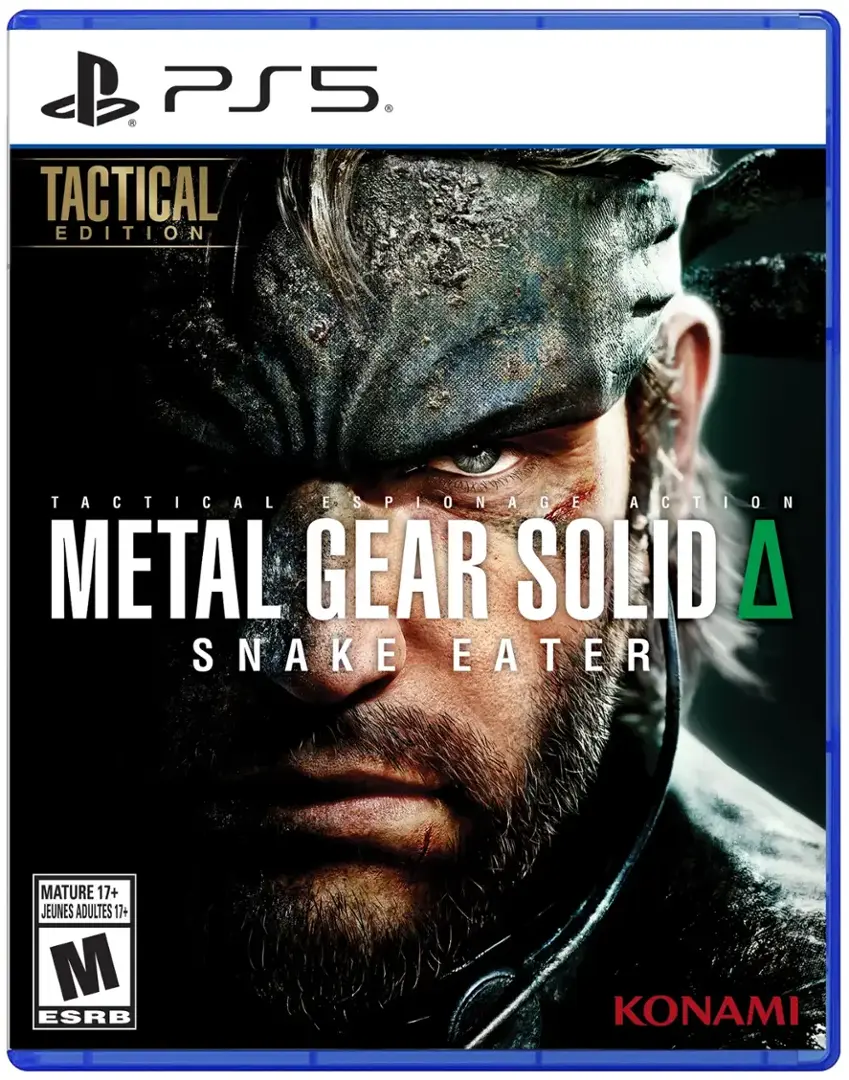 PS5
TACTICAL
EDITION
TACTICAL ESPIONAGE ACTION
METAL GEAR SOLID Δ
SNAKE EATER
MATURE 17+
JEUNES ADULTES 17+
M
ESRB
KONAMI